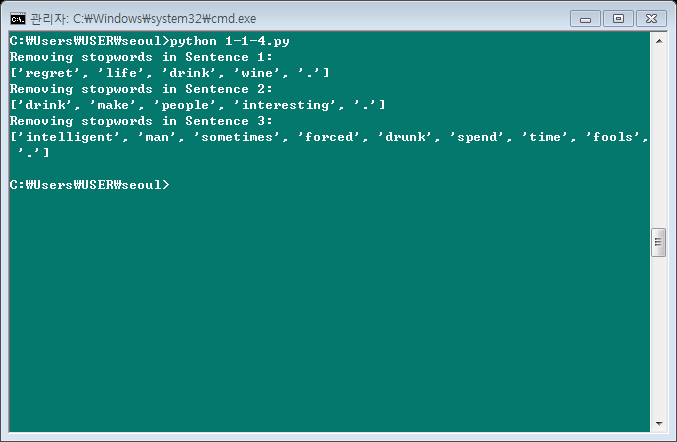 관리자: C:\Windows\system32\cmd.exe
C:₩Users₩USER₩seoul>python 1-1-4.py
Removing stopwords in Sentence 1:
['regret', 'life', 'drink', 'wine', '.']
Removing stopwords in Sentence 2:
['drink', 'make', 'people', 'interesting', '.']
Removing stopwords in Sentence 3:
['intelligent', 'man', 'sometimes', 'forced', 'drunk', 'spend', 'time', 'fools',
 '.']
C:₩Users₩USER₩seoul>